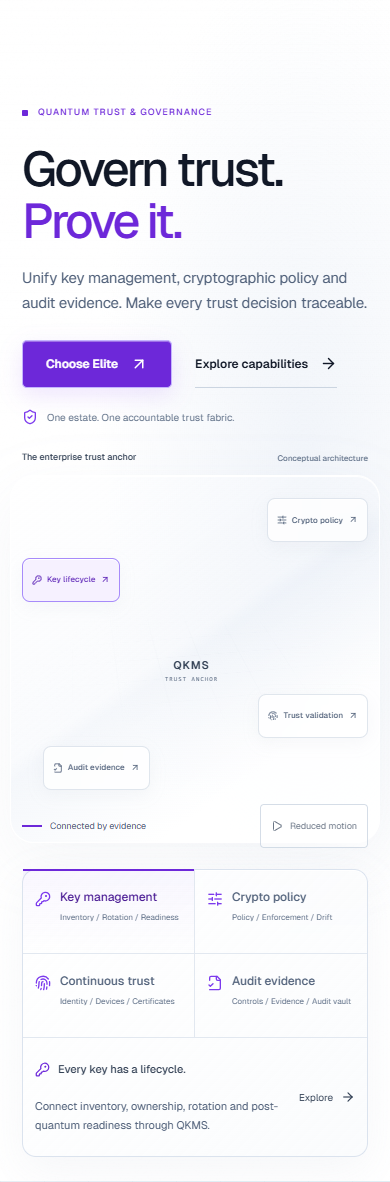 QUANTUM TRUST & GOVERNANCE
Govern trust.
Prove it.
Unify key management, cryptographic policy and
audit evidence. Make every trust decision traceable.
Choose Elite
Explore capabilities
One estate. One accountable trust fabric.
The enterprise trust anchor
Conceptual architecture
Crypto policy
Key lifecycle
QKMS
TRUST ANCHOR
Trust validation
Audit evidence
Connected by evidence
Reduced motion
Key management
Inventory / Rotation / Readiness
Crypto policy
Policy / Enforcement / Drift
Continuous trust
Identity / Devices / Certificates
Audit evidence
Controls / Evidence / Audit vault
Every key has a lifecycle.
Connect inventory, ownership, rotation and post-
quantum readiness through QKMS.
Explore